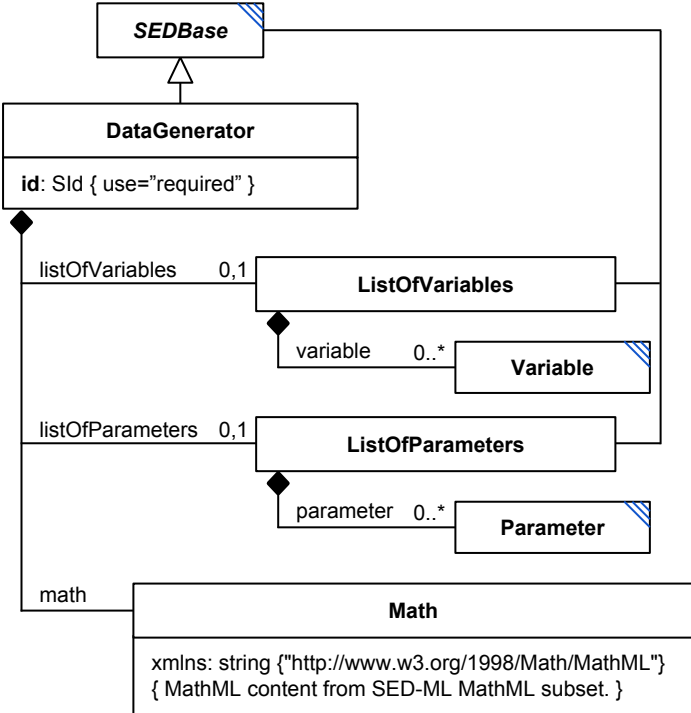 SEDBase
DataGenerator
id: SId { use=”required” }
listOfVariables 0,1
ListOfVariables
variable 0..*
Variable
listOfParameters 0,1
ListOfParameters
parameter 0..*
Parameter
math
Math
xmlns: string {"http://www.w3.org/1998/Math/MathML"}
{ MathML content from SED-ML MathML subset. }